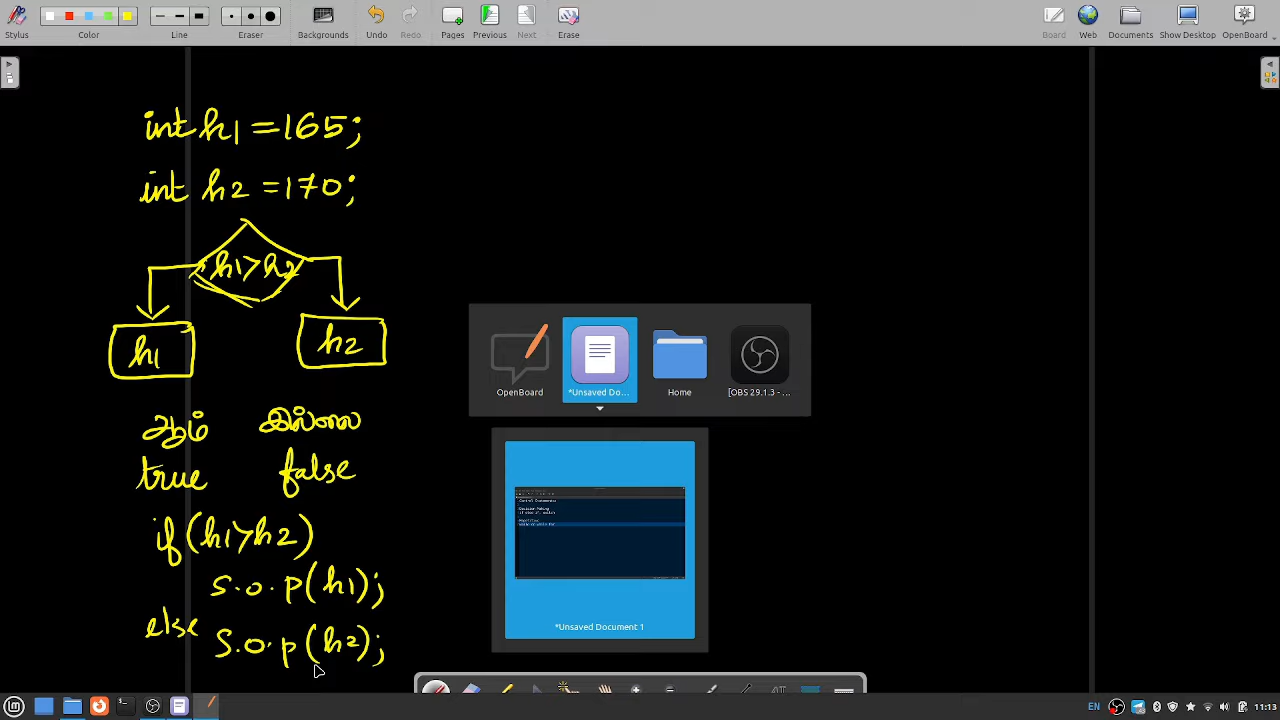 Stylus
Color
Line
Eraser
Backgrounds
Undo
Redo
Pages
Previous
Next
Erase
Board
Web
Documents
Show Desktop
OpenBoard
int h1 = 165;
int h2 = 170;
h1>h2
h1
h2
ஆம் இல்லை
true false
if (h1>h2)
S.O.P(h1);
else S.O.P(h2);
OpenBoard
*Unsaved Do...
Home
[OBS 29.1.3 - ...
*Unsaved Document 1
EN
11:13